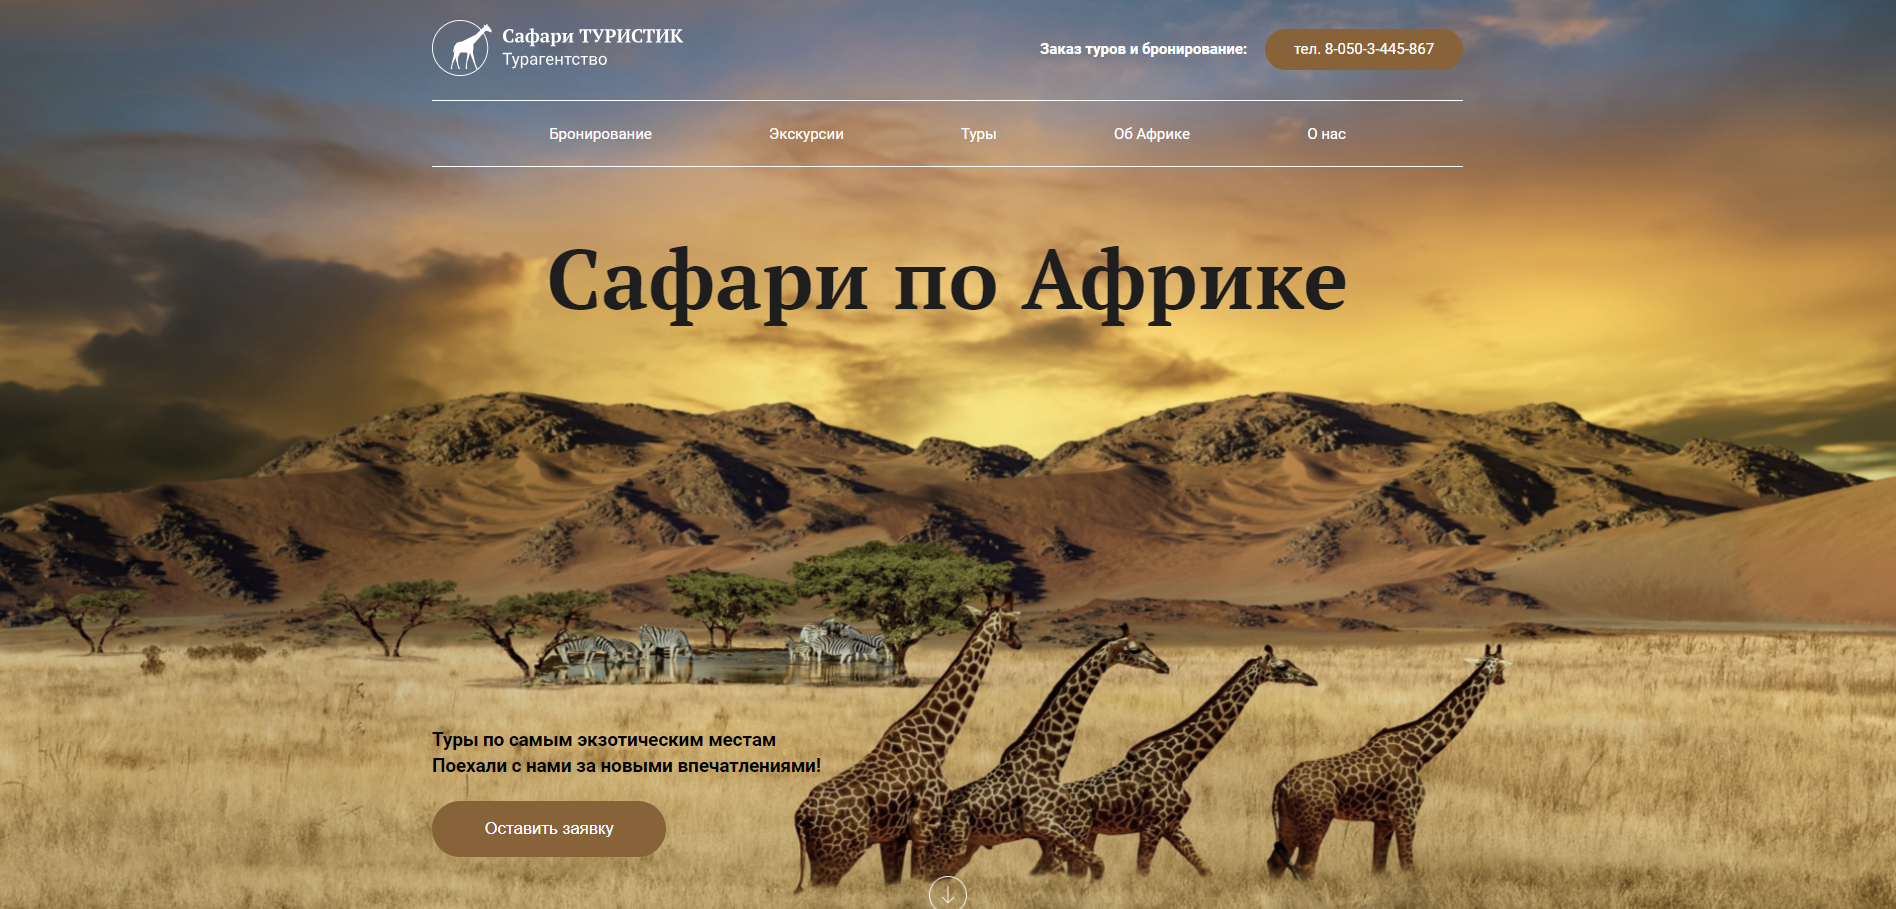 Сафари ТУРИСТИК
Турагентство
Заказ туров и бронирование:
тел. 8-050-3-445-867
Бронирование
Экскурсии
Туры
Об Африке
О нас
Сафари по Африке
Туры по самым экзотическим местам
Поехали с нами за новыми впечатлениями!
Оставить заявку